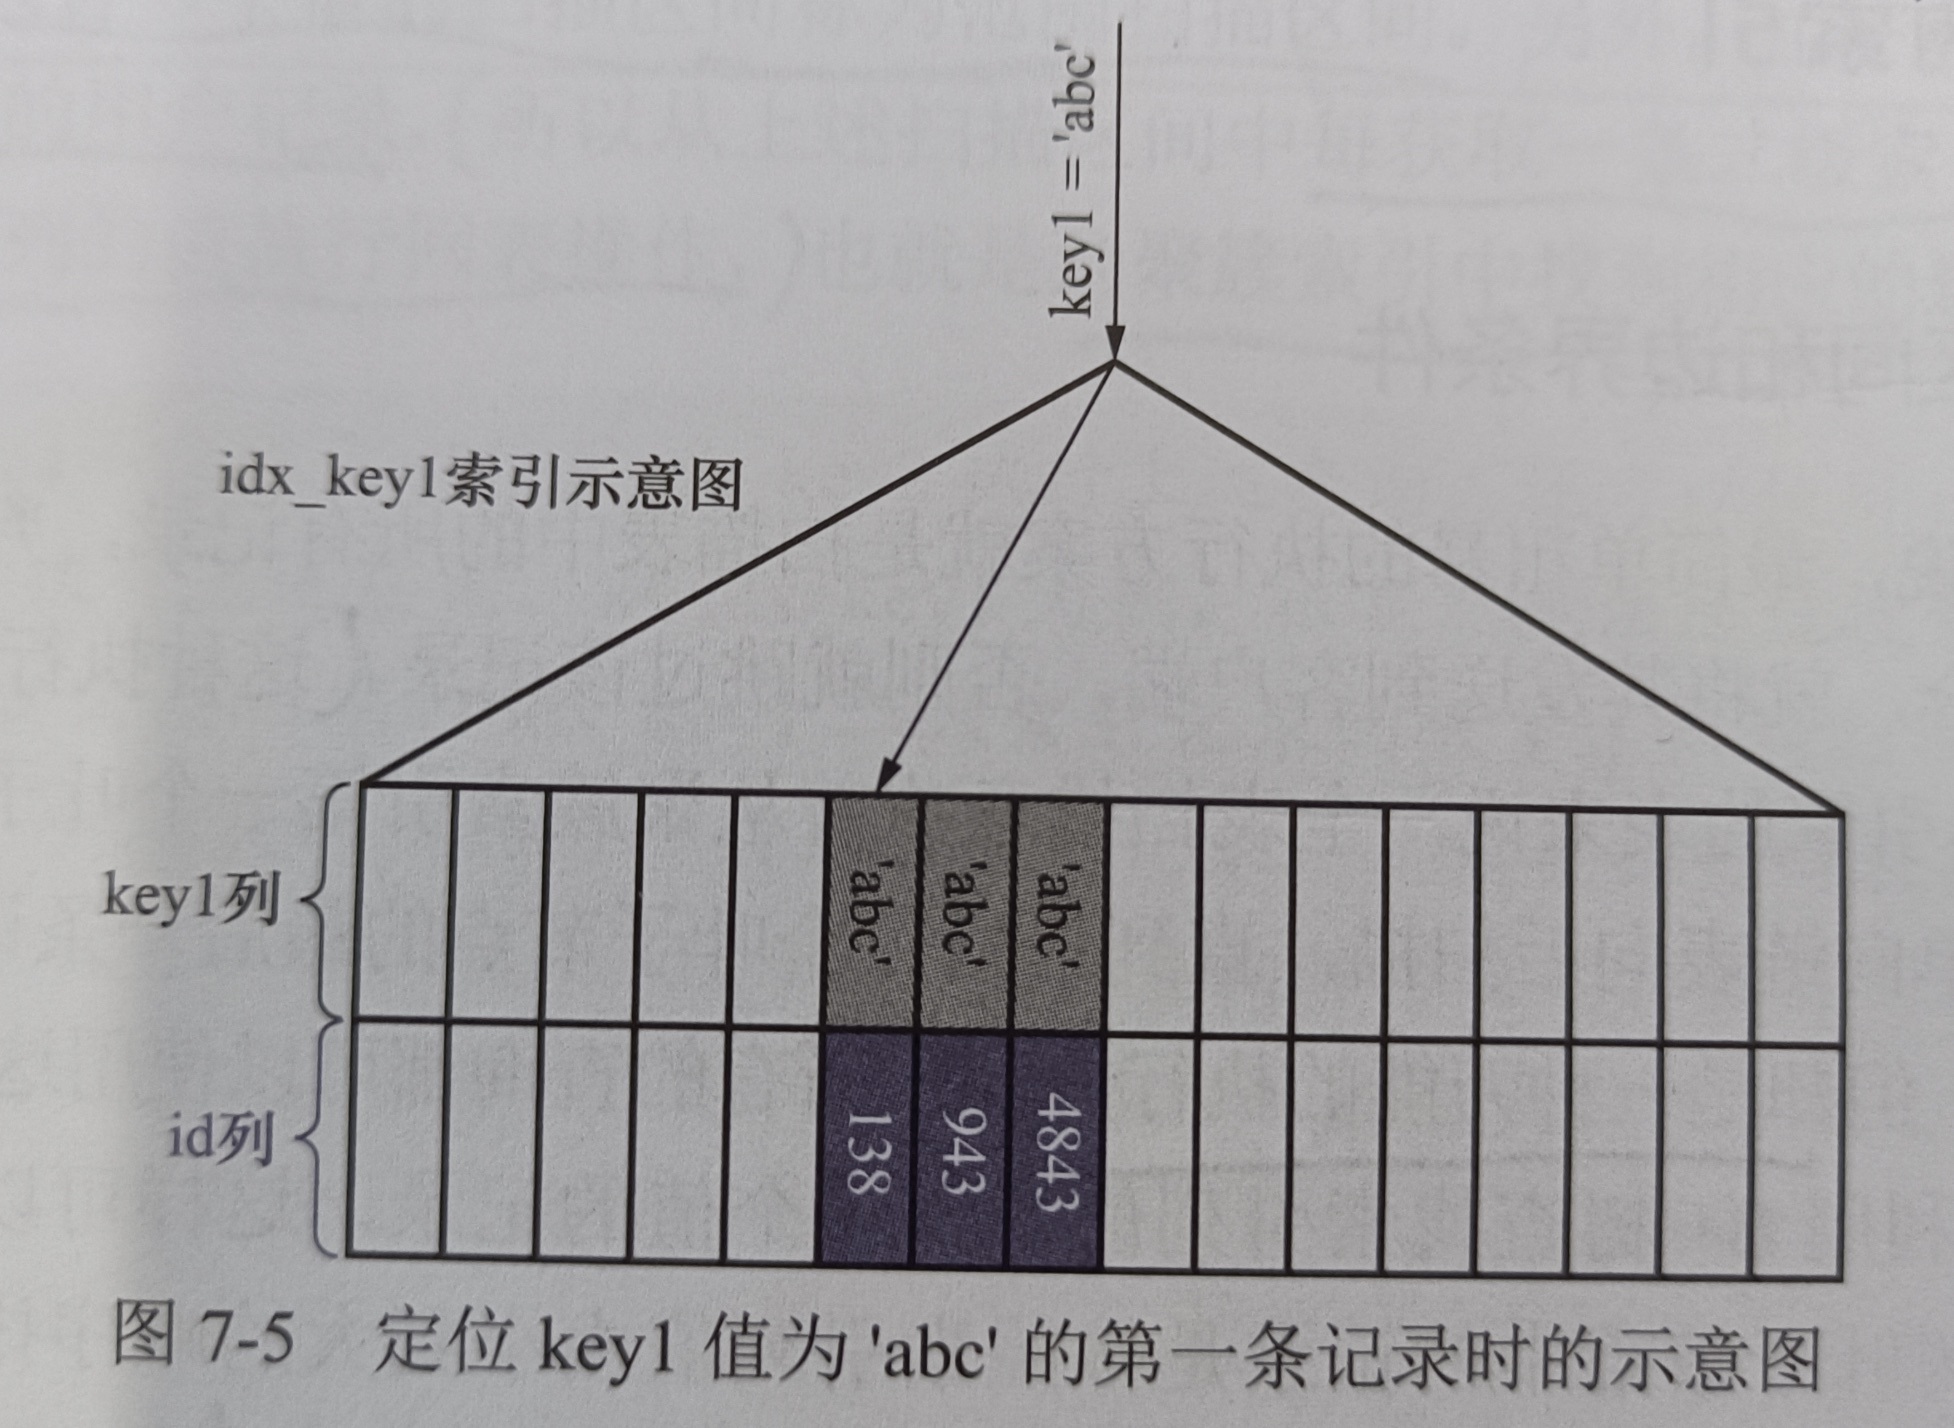 key1 = 'abc'
idx_key1索引示意图
key1列
'abc'
'abc'
'abc'
id列
138
943
4843
图 7-5 定位 key1 值为 'abc' 的第一条记录时的示意图